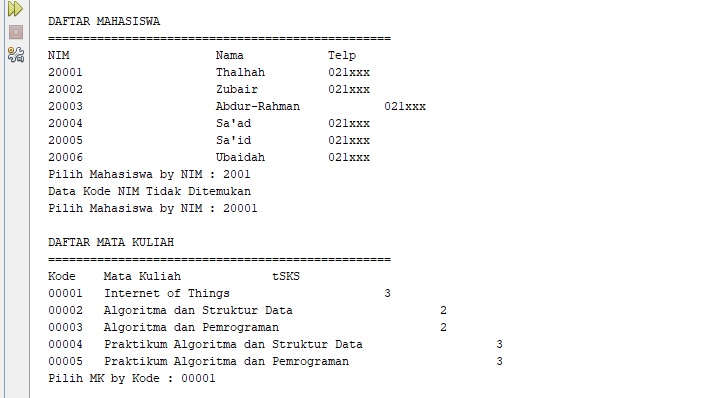 DAFTAR MAHASISWA
=================================================
NIM Nama Telp
20001 Thalhah 021xxx
20002 Zubair 021xxx
20003 Abdur-Rahman 021xxx
20004 Sa'ad 021xxx
20005 Sa'id 021xxx
20006 Ubaidah 021xxx
Pilih Mahasiswa by NIM : 2001
Data Kode NIM Tidak Ditemukan
Pilih Mahasiswa by NIM : 20001
DAFTAR MATA KULIAH
=================================================
Kode Mata Kuliah tSKS
00001 Internet of Things 3
00002 Algoritma dan Struktur Data 2
00003 Algoritma dan Pemrograman 2
00004 Praktikum Algoritma dan Struktur Data 3
00005 Praktikum Algoritma dan Pemrograman 3
Pilih MK by Kode : 00001